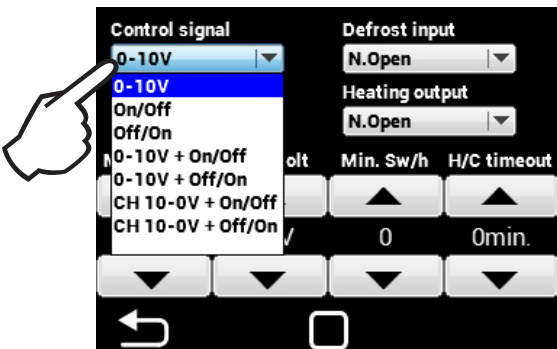 Control signal
Defrost input
0-10V
N.Open
0-10V
Heating output
On/Off
N.Open
Off/On
0-10V + On/Off
olt
Min. Sw/h
H/C timeout
0-10V + Off/On
CH 10-0V + On/Off
CH 10-0V + Off/On
0
0min.